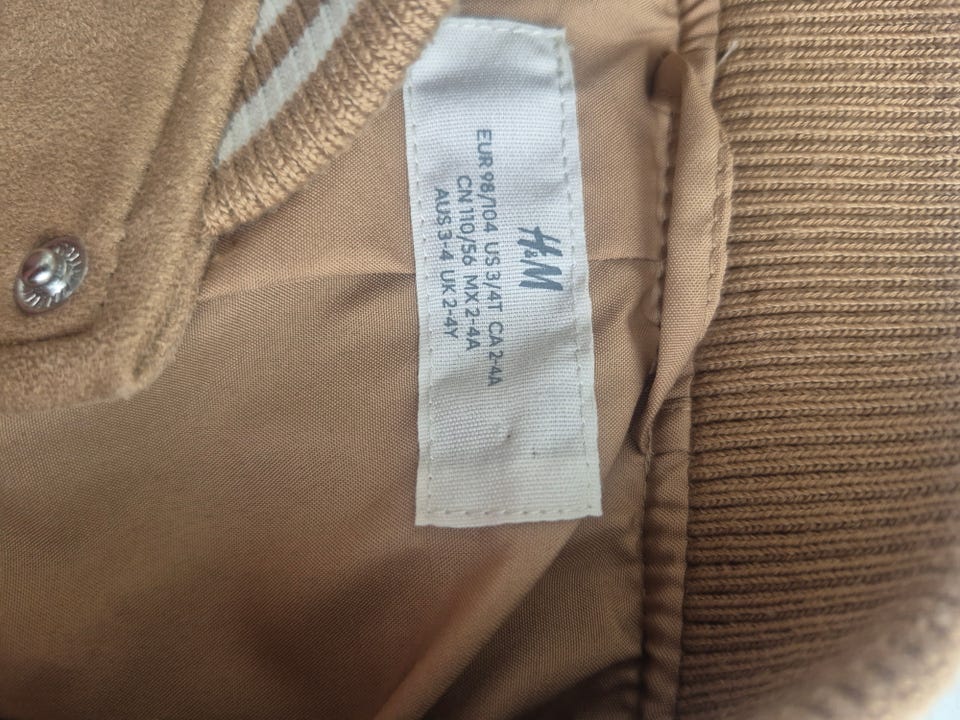 H&M
EUR 98/104 US 3/4T CA 2-4A
CN 110/56 MX 2-4A
AUS 3-4 UK 2-4Y